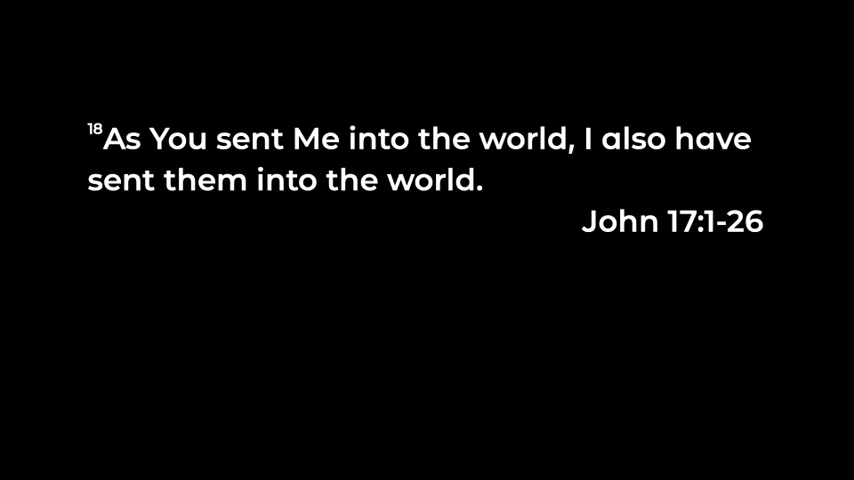 18As You sent Me into the world, I also have
sent them into the world.
John 17:1-26